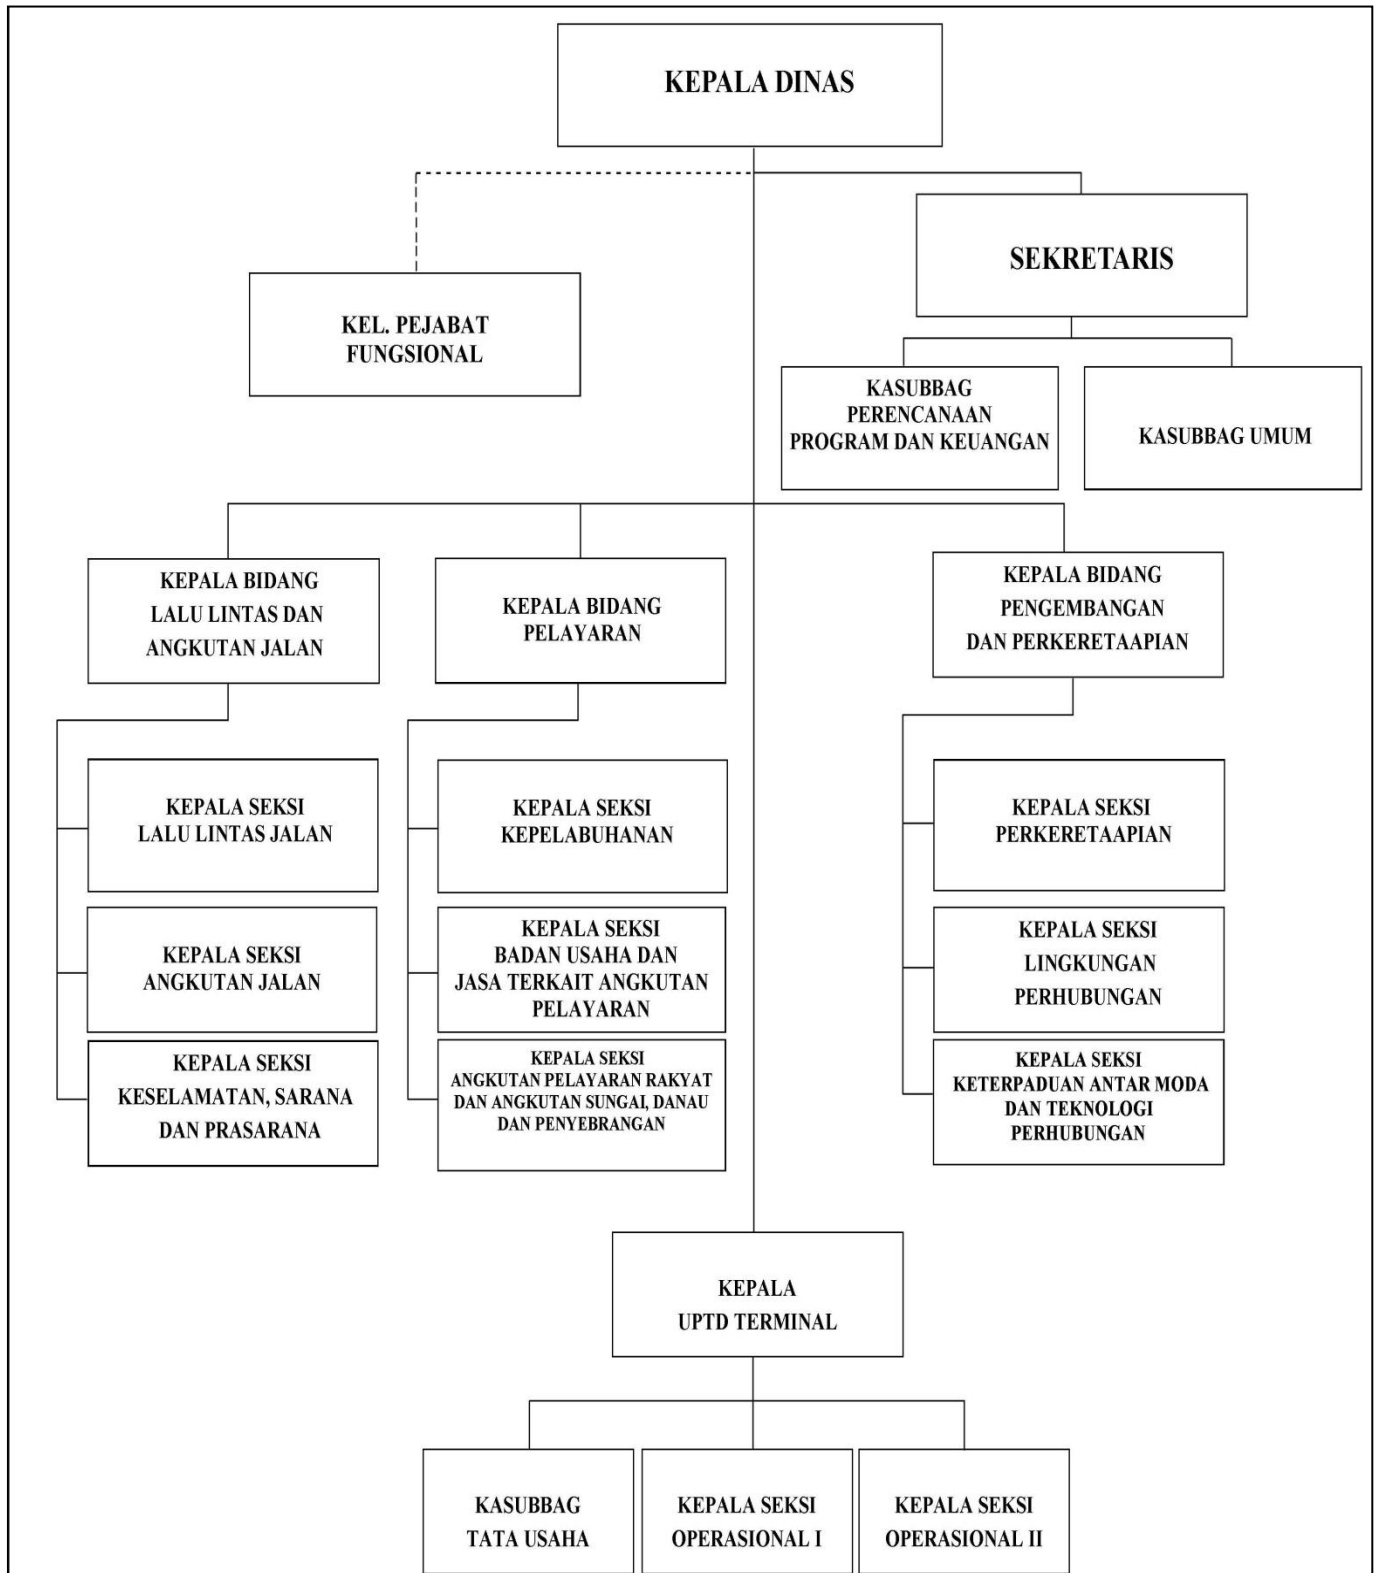 KEPALA DINAS
SEKRETARIS
KEL. PEJABAT
FUNGSIONAL
KASUBBAG
PERENCANAAN
PROGRAM DAN KEUANGAN
KASUBBAG UMUM
KEPALA BIDANG
LALU LINTAS DAN
ANGKUTAN JALAN
KEPALA BIDANG
PELAYARAN
KEPALA BIDANG
PENGEMBANGAN
DAN PERKERETAAPIAN
KEPALA SEKSI
LALU LINTAS JALAN
KEPALA SEKSI
KEPELABUHANAN
KEPALA SEKSI
PERKERETAAPIAN
KEPALA SEKSI
ANGKUTAN JALAN
KEPALA SEKSI
BADAN USAHA DAN
JASA TERKAIT ANGKUTAN
PELAYARAN
KEPALA SEKSI
LINGKUNGAN
PERHUBUNGAN
KEPALA SEKSI
KESELAMATAN, SARANA
DAN PRASARANA
KEPALA SEKSI
ANGKUTAN PELAYARAN RAKYAT
DAN ANGKUTAN SUNGAI, DANAU
DAN PENYEBRANGAN
KEPALA SEKSI
KETERPADUAN ANTAR MODA
DAN TEKNOLOGI
PERHUBUNGAN
KEPALA
UPTD TERMINAL
KASUBBAG
TATA USAHA
KEPALA SEKSI
OPERASIONAL I
KEPALA SEKSI
OPERASIONAL II